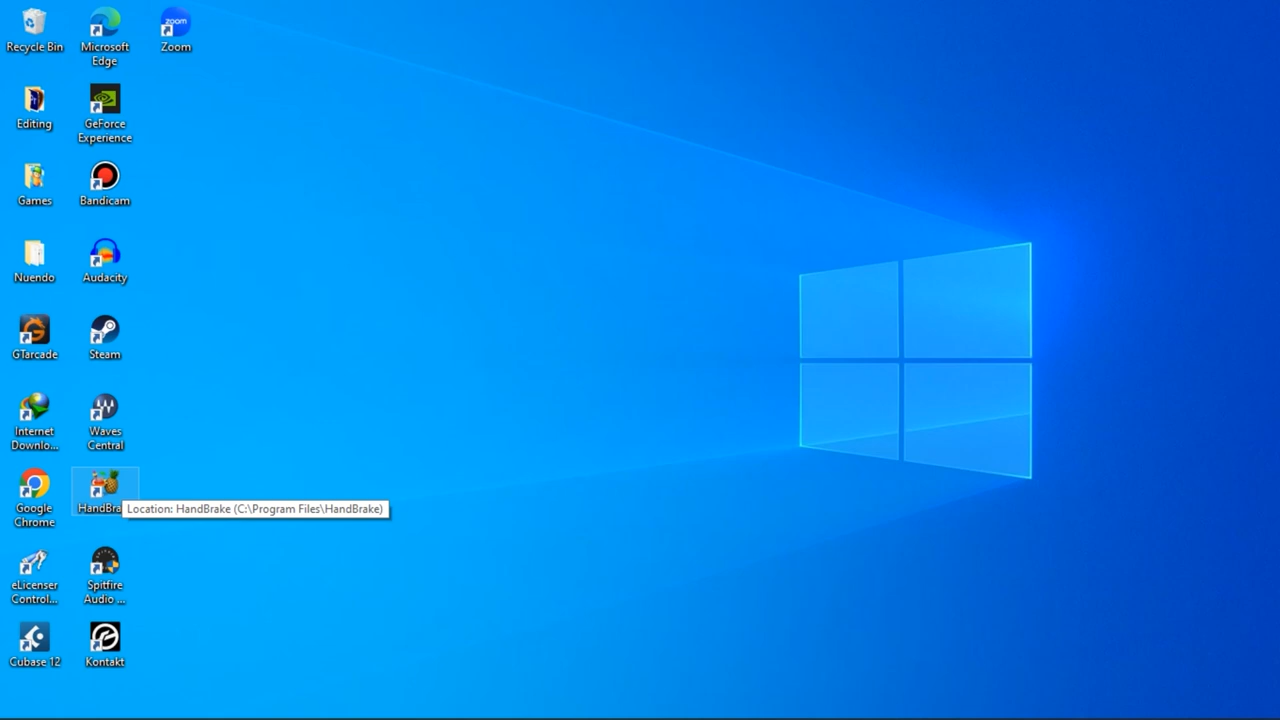 Recycle Bin
Microsoft
Edge
zoom
Zoom
Editing
GeForce
Experience
Games
Bandicam
Nuendo
Audacity
GTarcade
Steam
Internet
Downlo...
Waves
Central
Google
Chrome
HandBra
Location: HandBrake (C:\Program Files\HandBrake)
eLicenser
Control...
Spitfire
Audio ...
Cubase 12
Kontakt